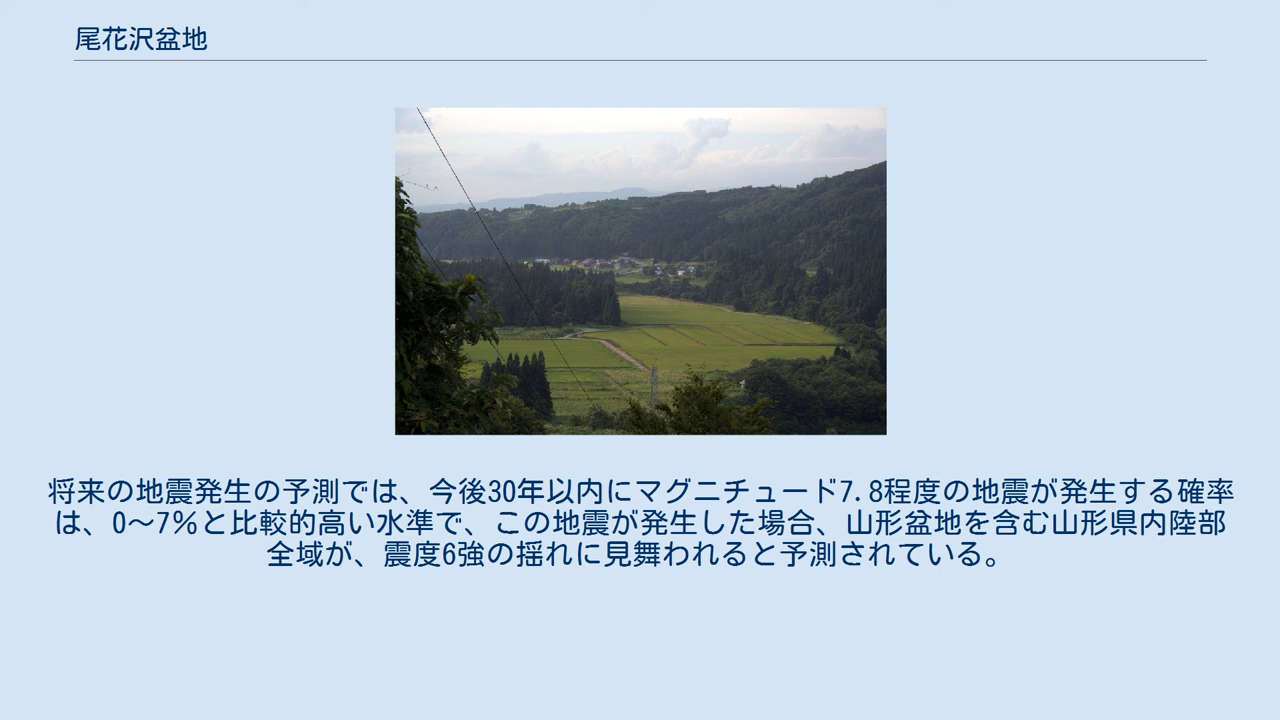 尾花沢盆地
将来の地震発生の予測では、今後30年以内にマグニチュード7.8程度の地震が発生する確率
は、0～7％と比較的高い水準で、この地震が発生した場合、山形盆地を含む山形県内陸部
全域が、震度6強の揺れに見舞われると予測されている。